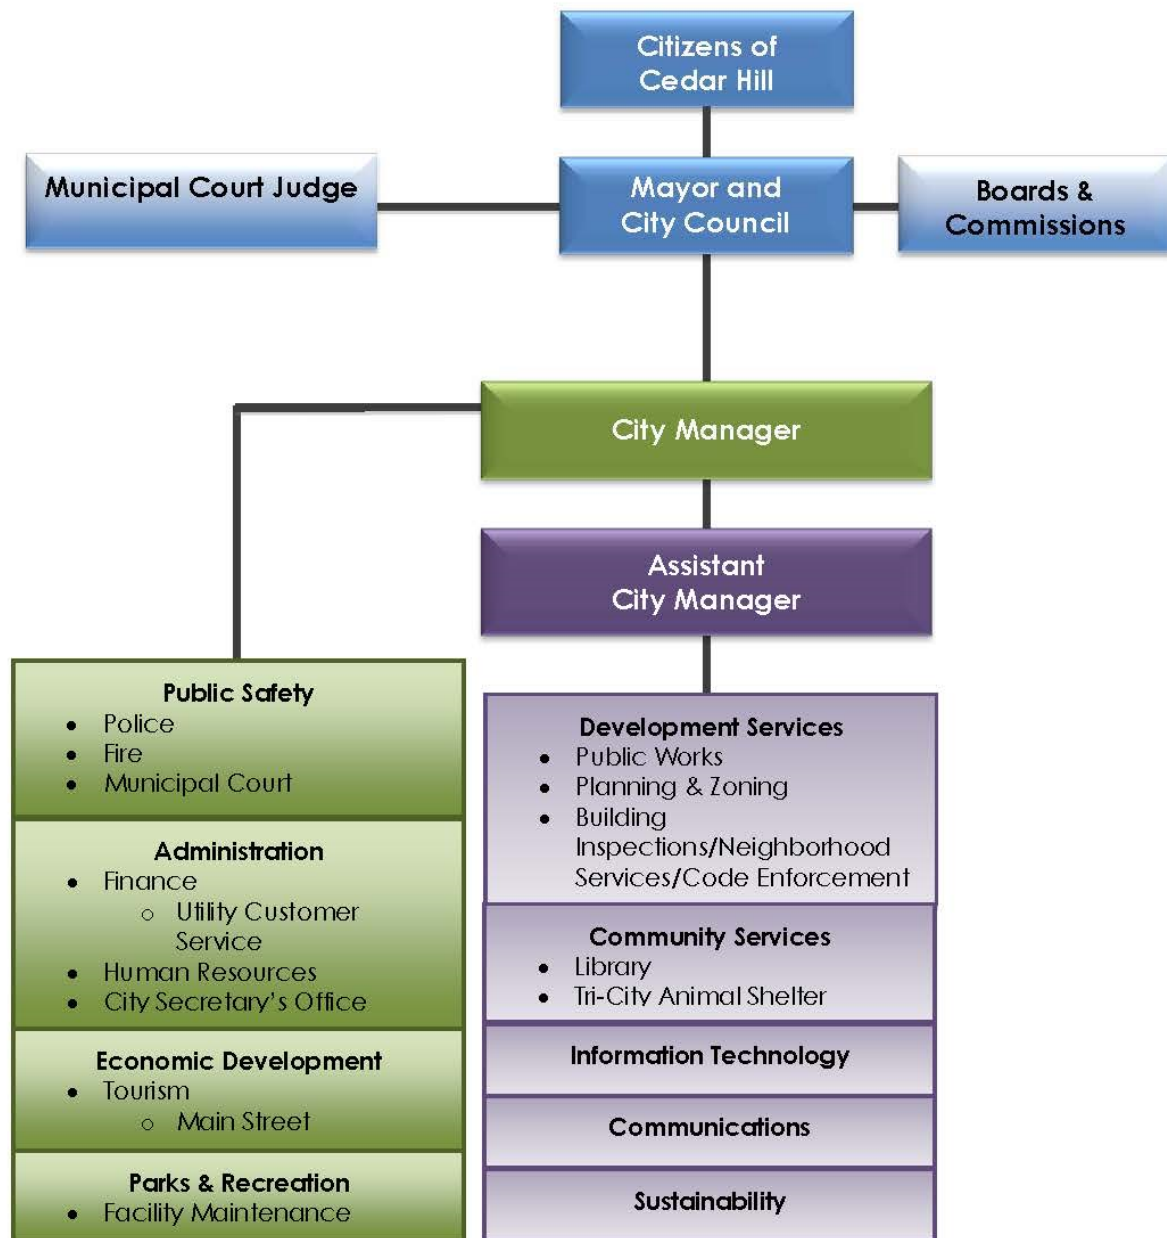 Citizens of
Cedar Hill
Municipal Court Judge
Mayor and
City Council
Boards &
Commissions
City Manager
Assistant
City Manager
Public Safety
• Police
• Fire
• Municipal Court
Administration
• Finance
o Utility Customer
Service
• Human Resources
• City Secretary's Office
Economic Development
• Tourism
o Main Street
Parks & Recreation
• Facility Maintenance
Development Services
• Public Works
• Planning & Zoning
• Building
Inspections/Neighborhood
Services/Code Enforcement
Community Services
• Library
• Tri-City Animal Shelter
Information Technology
Communications
Sustainability